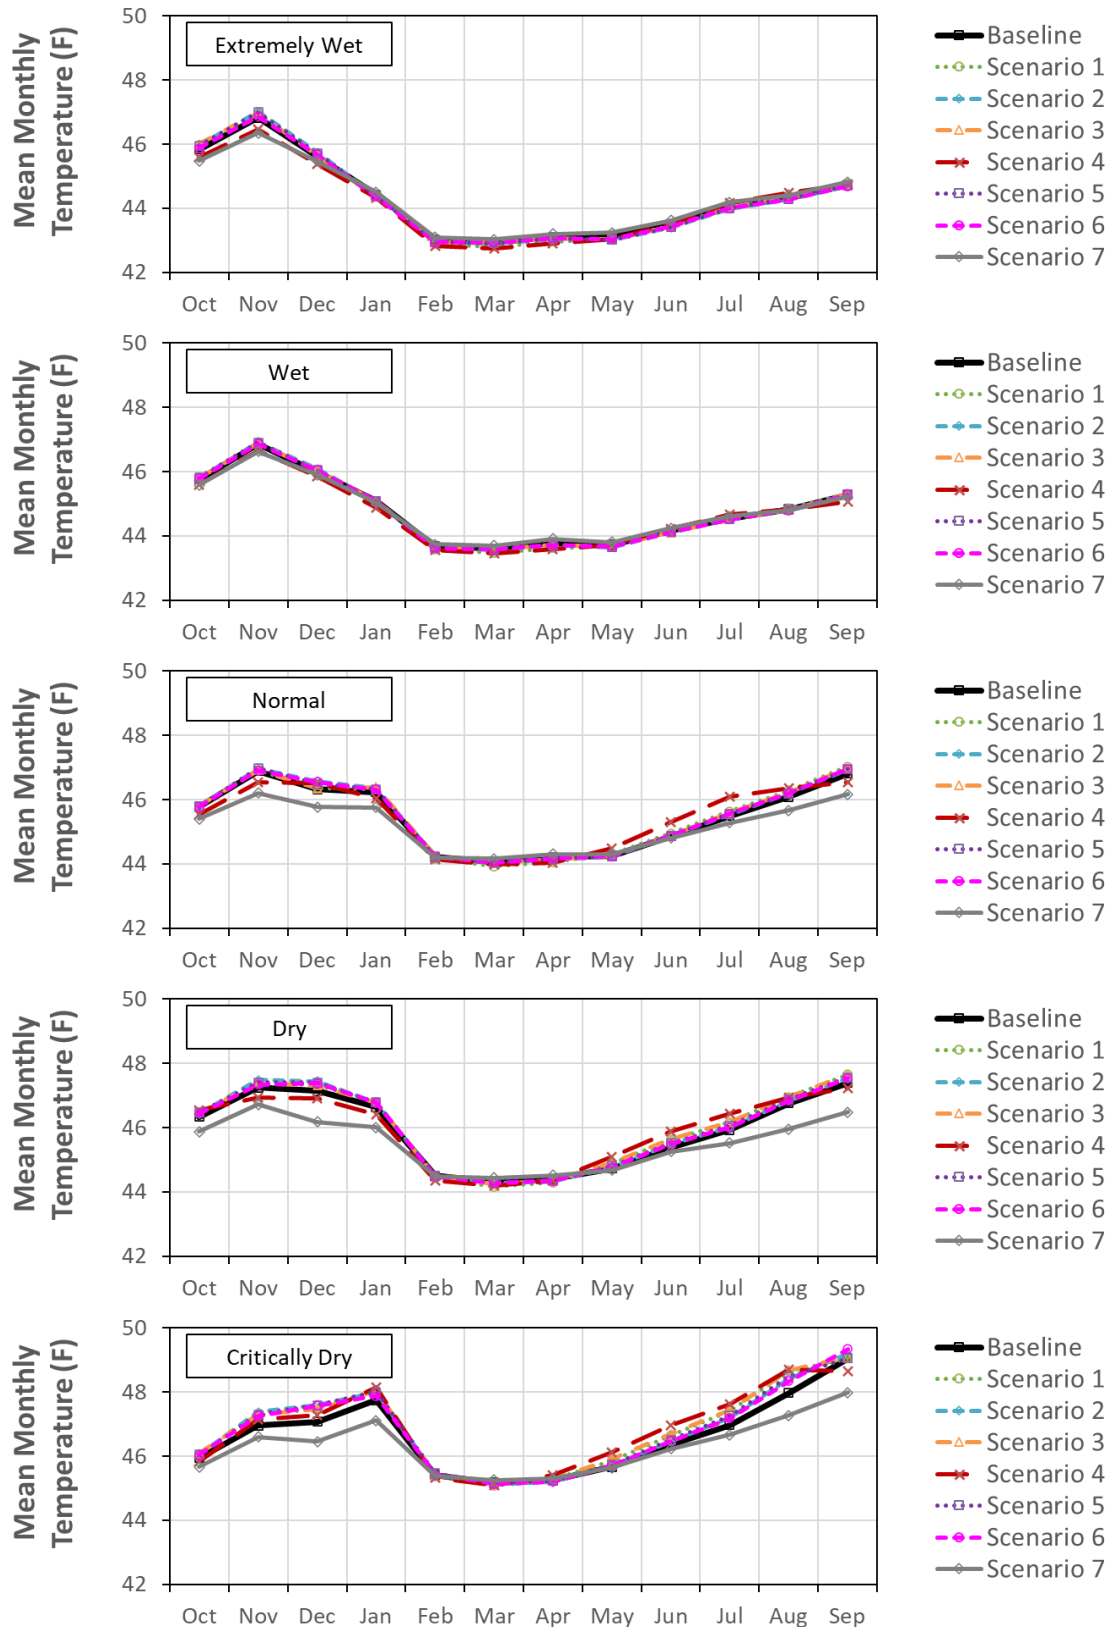 Mean Monthly
Temperature (F)
50
48
46
44
42
Extremely Wet
Oct Nov Dec Jan Feb Mar Apr May Jun Jul Aug Sep
Baseline
Scenario 1
Scenario 2
Scenario 3
Scenario 4
Scenario 5
Scenario 6
Scenario 7
Mean Monthly
Temperature (F)
50
48
46
44
42
Wet
Oct Nov Dec Jan Feb Mar Apr May Jun Jul Aug Sep
Baseline
Scenario 1
Scenario 2
Scenario 3
Scenario 4
Scenario 5
Scenario 6
Scenario 7
Mean Monthly
Temperature (F)
50
48
46
44
42
Normal
Oct Nov Dec Jan Feb Mar Apr May Jun Jul Aug Sep
Baseline
Scenario 1
Scenario 2
Scenario 3
Scenario 4
Scenario 5
Scenario 6
Scenario 7
Mean Monthly
Temperature (F)
50
48
46
44
42
Dry
Oct Nov Dec Jan Feb Mar Apr May Jun Jul Aug Sep
Baseline
Scenario 1
Scenario 2
Scenario 3
Scenario 4
Scenario 5
Scenario 6
Scenario 7
Mean Monthly
Temperature (F)
50
48
46
44
42
Critically Dry
Oct Nov Dec Jan Feb Mar Apr May Jun Jul Aug Sep
Baseline
Scenario 1
Scenario 2
Scenario 3
Scenario 4
Scenario 5
Scenario 6
Scenario 7